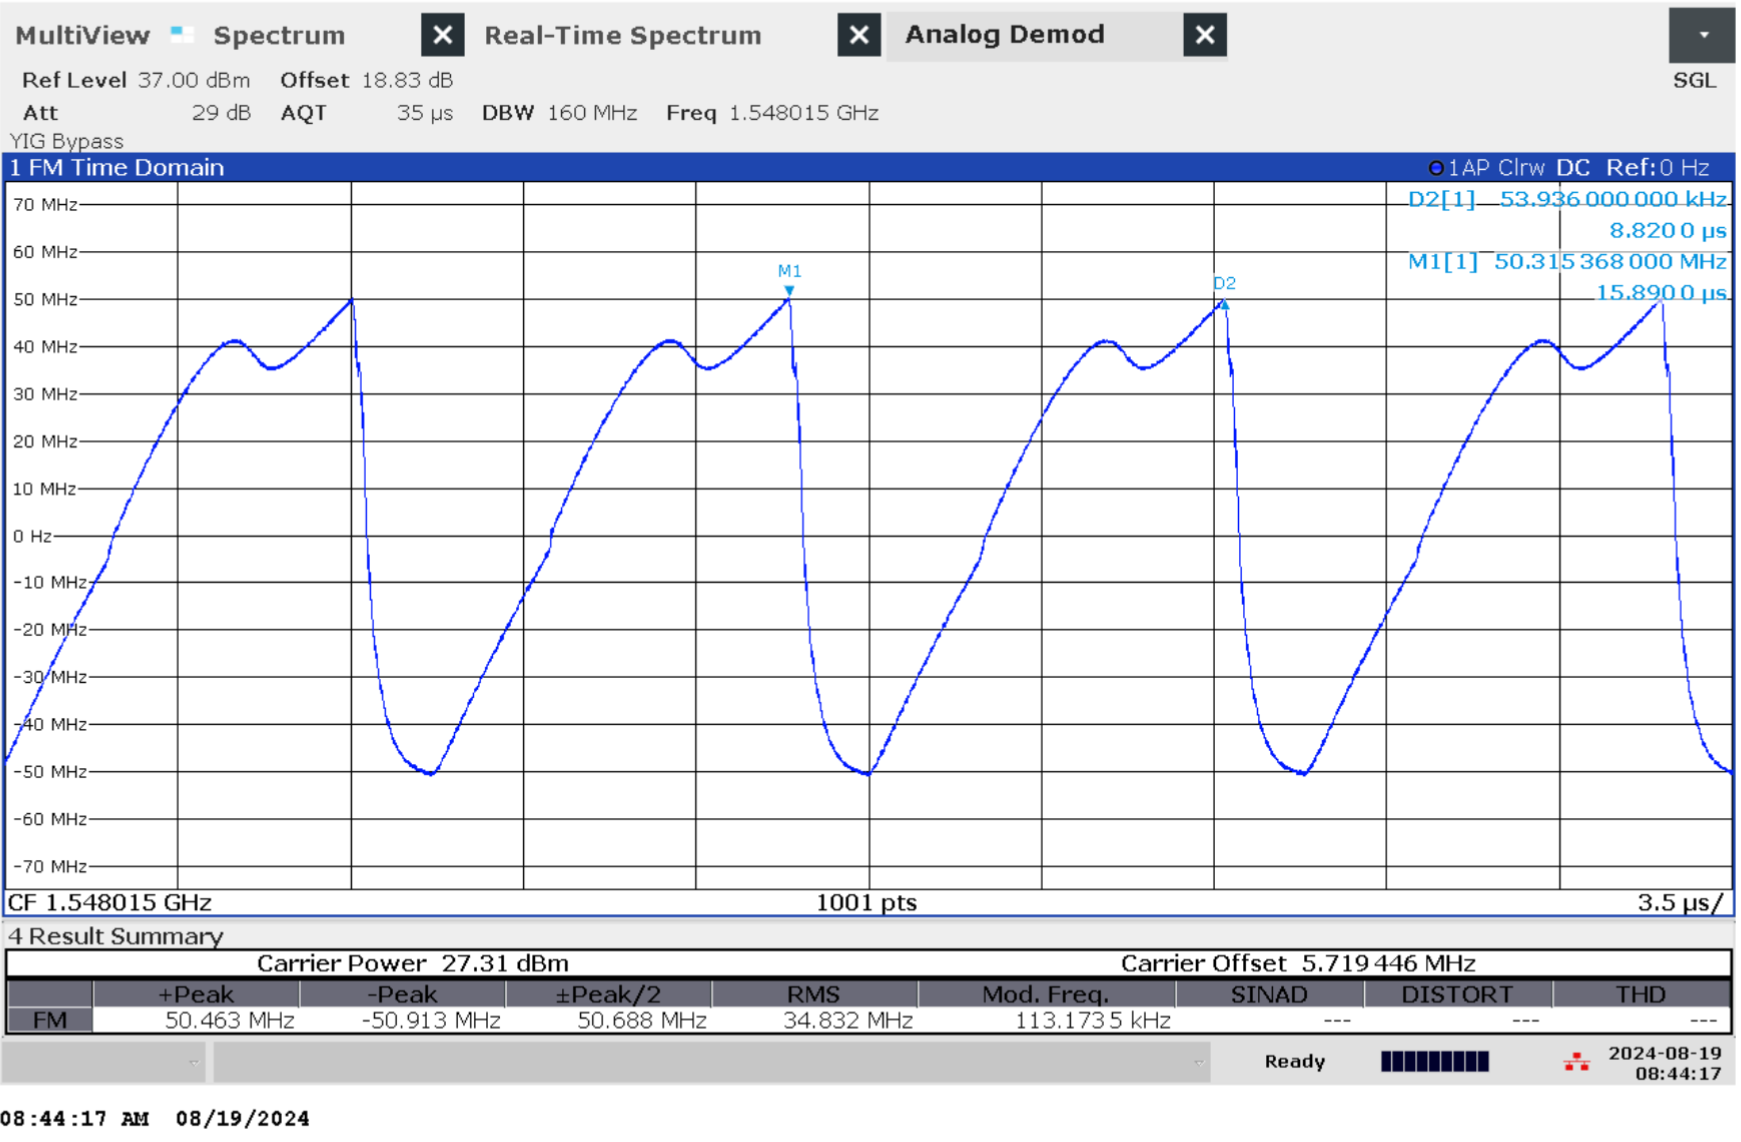 MultiView Spectrum Real-Time Spectrum Analog Demod
Ref Level 37.00 dBm Offset 18.83 dB SGL
Att 29 dB AQT 35 µs DBW 160 MHz Freq 1.548015 GHz
YIG Bypass
1 FM Time Domain 1AP Clrw DC Ref:0 Hz
D2[1] 53.936 000 000 kHz
8.820 0 µs
M1[1] 50.315 368 000 MHz
15.890 0 µs
70 MHz
60 MHz
M1
D2
50 MHz
40 MHz
30 MHz
20 MHz
10 MHz
0 Hz
-10 MHz
-20 MHz
-30 MHz
-40 MHz
-50 MHz
-60 MHz
-70 MHz
CF 1.548015 GHz 1001 pts 3.5 µs/
4 Result Summary
Carrier Power 27.31 dBm Carrier Offset 5.719 446 MHz
+Peak -Peak ±Peak/2 RMS Mod. Freq. SINAD DISTORT THD
FM 50.463 MHz -50.913 MHz 50.688 MHz 34.832 MHz 113.173 5 kHz --- --- ---
Ready 2024-08-19
08:44:17
08:44:17 AM 08/19/2024